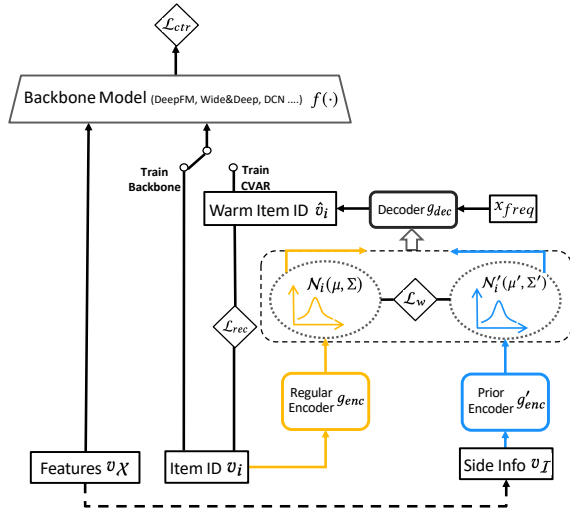 ℒ_ctr
Backbone Model (DeepFM, Wide&Deep, DCN ....) f(·)
Train
Backbone
Train
CVAR
Warm Item ID v̂_i
Decoder g_dec
x_freq
𝒩_i(μ, Σ)
𝒩_i′(μ′, Σ′)
ℒ_w
ℒ_rec
Regular
Encoder g_enc
Prior
Encoder g′_enc
Features v_𝒳
Item ID v_i
Side Info v_ℐ